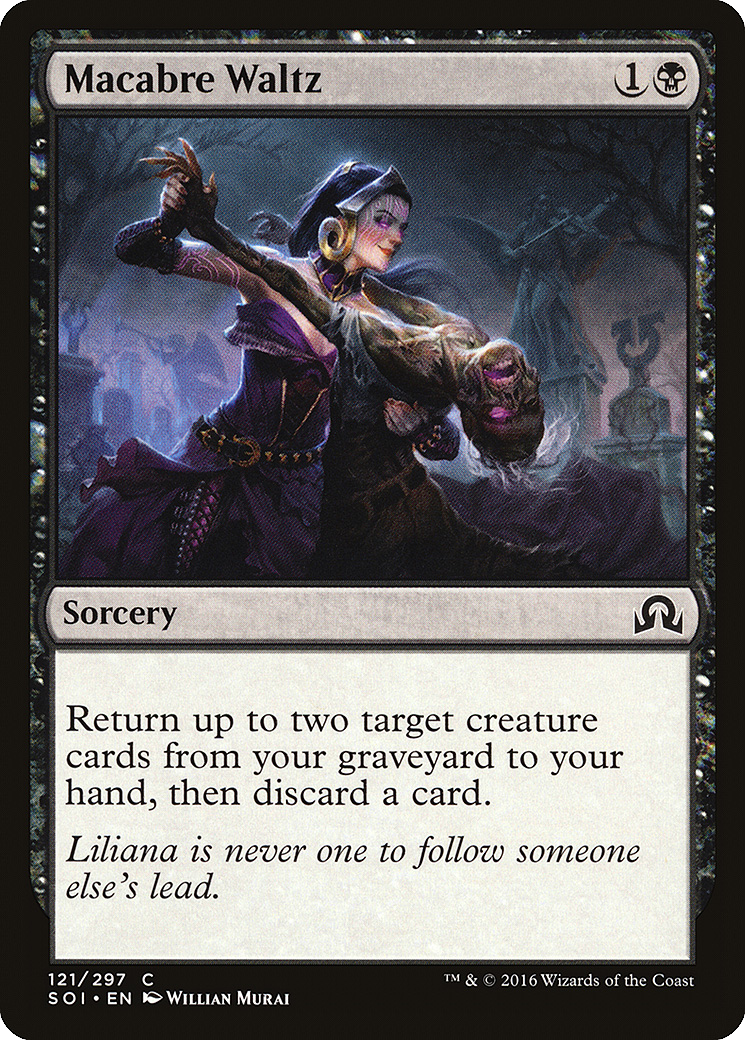 Macabre Waltz 1
Sorcery
Return up to two target creature
cards from your graveyard to your
hand, then discard a card.
Liliana is never one to follow someone
else's lead.
121/297 C
SOI • EN Willian Murai
™ & © 2016 Wizards of the Coast